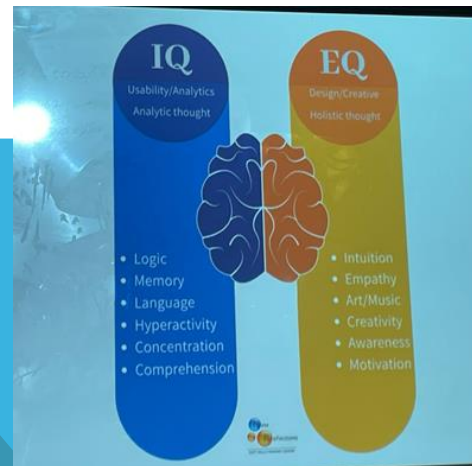 IQ
Usability/Analytics
Analytic thought
• Logic
• Memory
• Language
• Hyperactivity
• Concentration
• Comprehension
EQ
Design/Creative
Holistic thought
• Intuition
• Empathy
• Art/Music
• Creativity
• Awareness
• Motivation